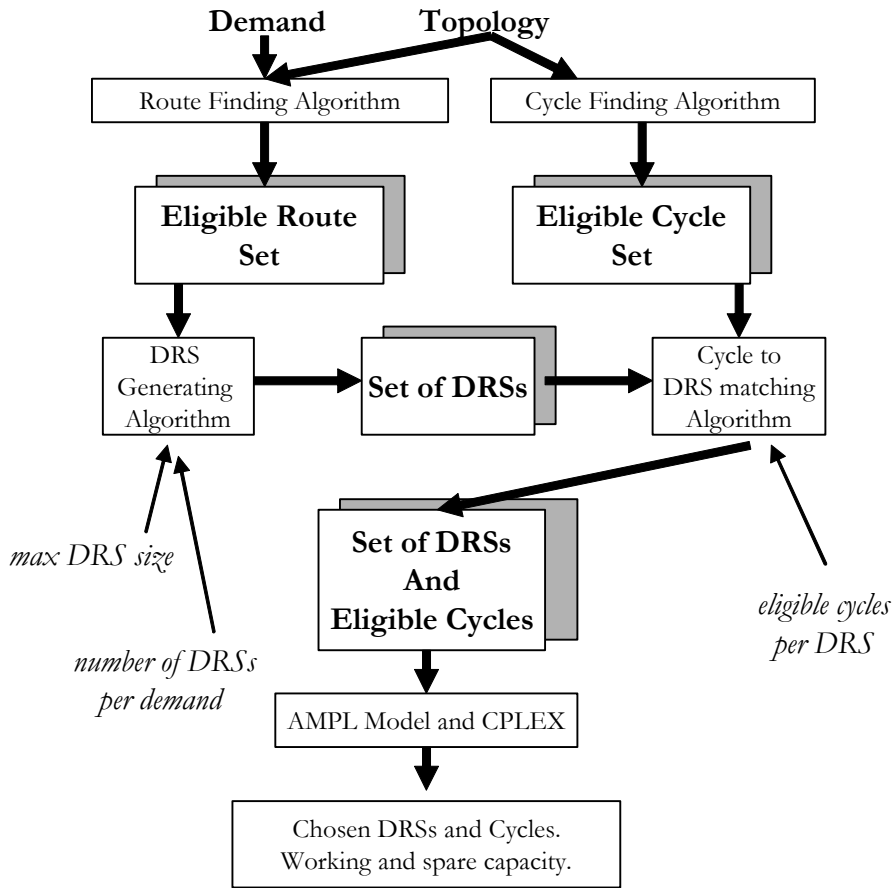 Demand
Topology
Route Finding Algorithm
Cycle Finding Algorithm
Eligible Route
Set
Eligible Cycle
Set
DRS
Generating
Algorithm
Set of DRSs
Cycle to
DRS matching
Algorithm
max DRS size
number of DRSs
per demand
Set of DRSs
And
Eligible Cycles
eligible cycles
per DRS
AMPL Model and CPLEX
Chosen DRSs and Cycles.
Working and spare capacity.